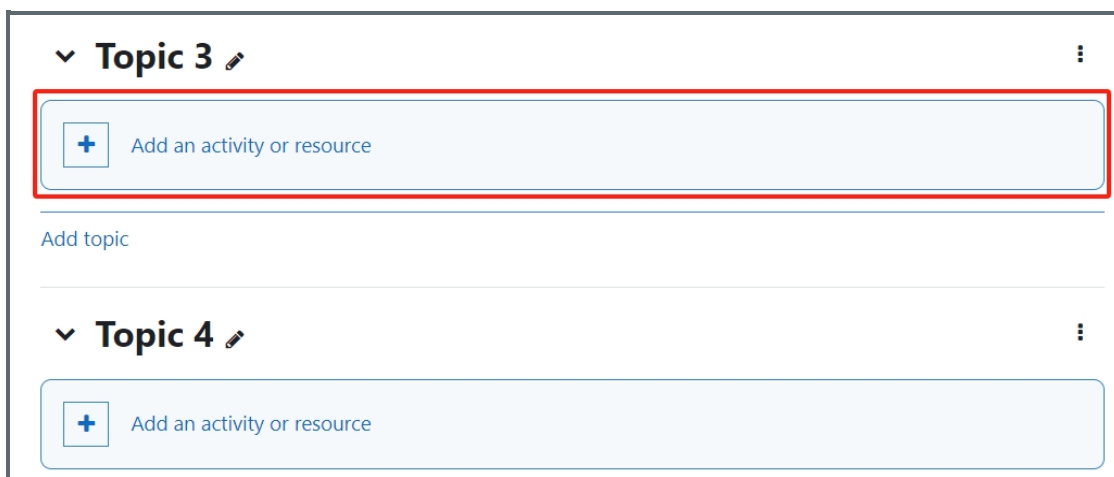 Topic 3
Add an activity or resource
Add topic
Topic 4
Add an activity or resource